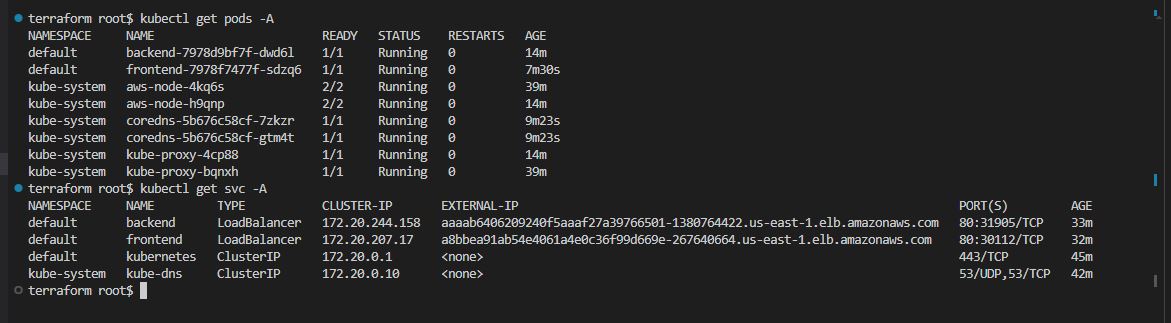 terraform root$ kubectl get pods -A
NAMESPACE NAME READY STATUS RESTARTS AGE
default backend-7978d9bf7f-dwd6l 1/1 Running 0 14m
default frontend-7978f7477f-sdzq6 1/1 Running 0 7m30s
kube-system aws-node-4kq6s 2/2 Running 0 39m
kube-system aws-node-h9qnp 2/2 Running 0 14m
kube-system coredns-5b676c58cf-7zkzr 1/1 Running 0 9m23s
kube-system coredns-5b676c58cf-gtm4t 1/1 Running 0 9m23s
kube-system kube-proxy-4cp88 1/1 Running 0 14m
kube-system kube-proxy-bqnxh 1/1 Running 0 39m
terraform root$ kubectl get svc -A
NAMESPACE NAME TYPE CLUSTER-IP EXTERNAL-IP PORT(S) AGE
default backend LoadBalancer 172.20.244.158 aaaab6406209240f5aaaf27a39766501-1380764422.us-east-1.elb.amazonaws.com 80:31905/TCP 33m
default frontend LoadBalancer 172.20.207.17 a8bbea91ab54e4061a4e0c36f99d669e-267640664.us-east-1.elb.amazonaws.com 80:30112/TCP 32m
default kubernetes ClusterIP 172.20.0.1 <none> 443/TCP 45m
kube-system kube-dns ClusterIP 172.20.0.10 <none> 53/UDP,53/TCP 42m
terraform root$